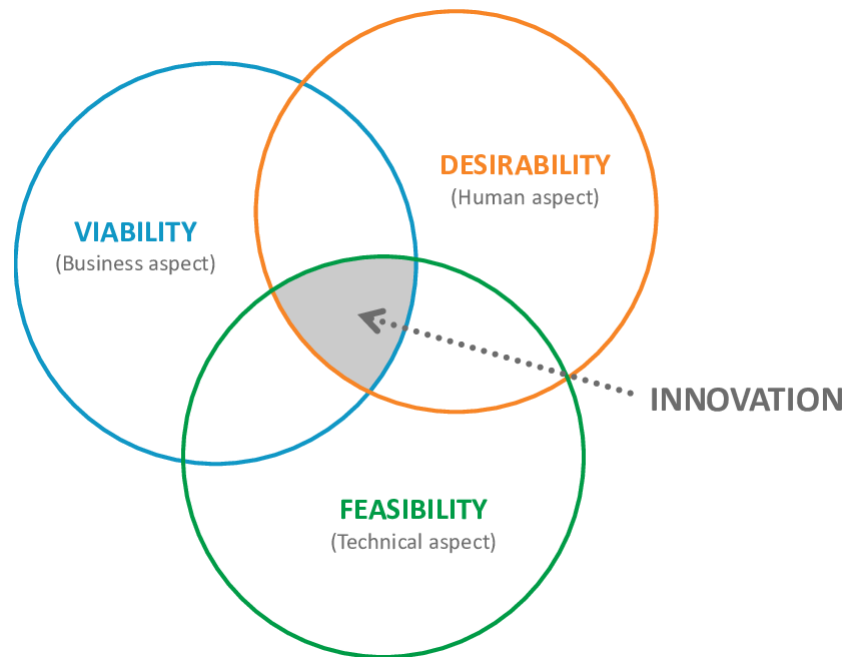 DESIRABILITY
(Human aspect)
VIABILITY
(Business aspect)
INNOVATION
FEASIBILITY
(Technical aspect)